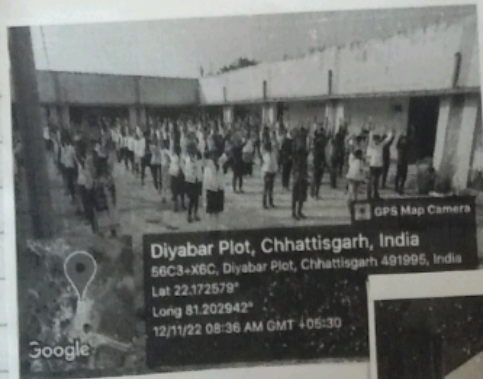 GPS Map Camera
Diyabar Plot, Chhattisgarh, India
56C3+X6C, Diyabar Plot, Chhattisgarh 491995, India
Lat 22.172579°
Long 81.202942°
12/11/22 08:36 AM GMT +05:30
Google